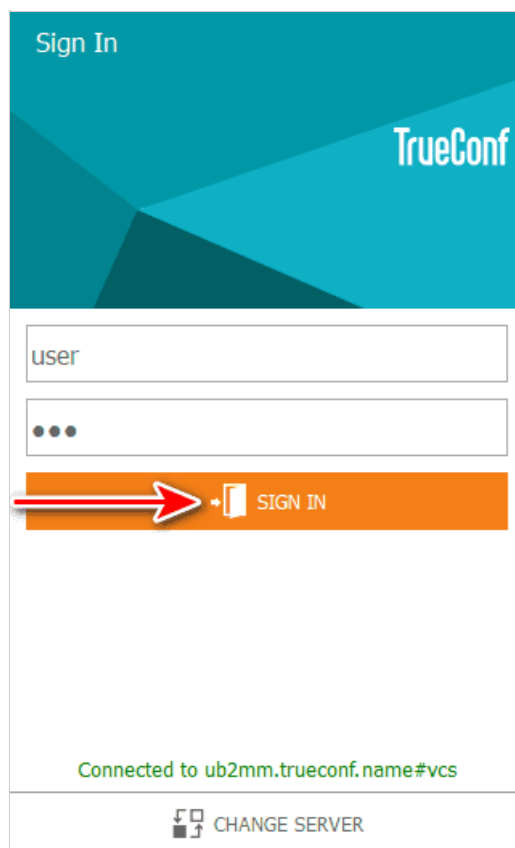 Sign In
TrueConf
user
●●●
SIGN IN
Connected to ub2mm.trueconf.name#vcs
CHANGE SERVER